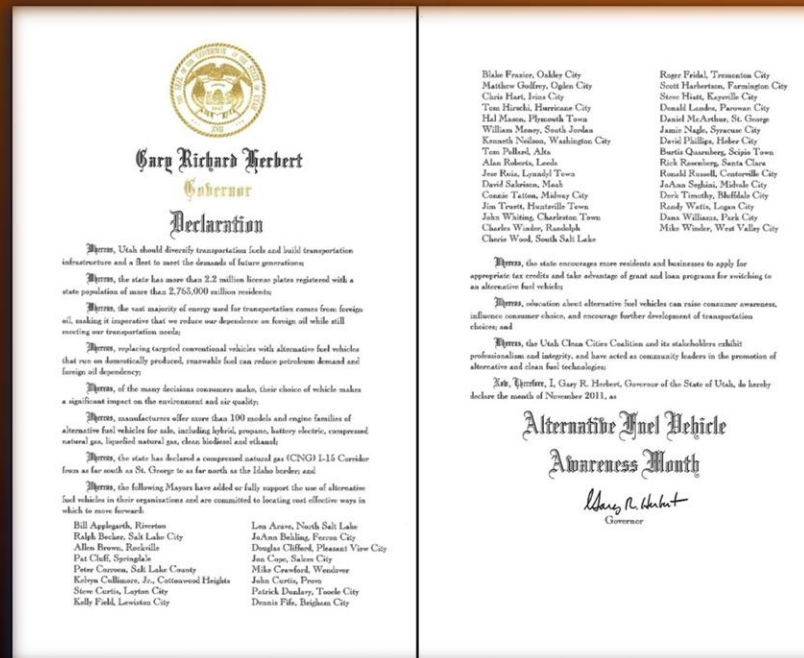 Gary Richard Herbert
Governor
Declaration
Whereas, Utah should diversify transportation fuels and build transportation
infrastructure and a fleet to meet the demands of future generations;
Whereas, the state has more than 2.2 million license plates registered with a
state population of more than 2,763,000 million residents;
Whereas, the vast majority of energy used for transportation comes from foreign
oil, making it imperative that we reduce our dependence on foreign oil while still
meeting our transportation needs;
Whereas, replacing targeted conventional vehicles with alternative fuel vehicles
that run on domestically produced, renewable fuel can reduce petroleum demand and
foreign oil dependency;
Whereas, of the many decisions consumers make, their choice of vehicle makes
a significant impact on the environment and air quality;
Whereas, manufacturers offer more than 100 models and engine families of
alternative fuel vehicles for sale, including hybrid, propane, battery electric, compressed
natural gas, liquefied natural gas, clean biodiesel and ethanol;
Whereas, the state has declared a compressed natural gas (CNG) I-15 Corridor
from as far south as St. George to as far north as the Idaho border; and
Whereas, the following Mayors have added or fully support the use of alternative
fuel vehicles in their organizations and are committed to locating cost effective ways in
which to move forward:
Bill Applegarth, Riverton
Ralph Becker, Salt Lake City
Allen Brown, Rockville
Pat Cluff, Springdale
Peter Corroon, Salt Lake County
Kelvyn Cullimore, Jr., Cottonwood Heights
Steve Curtis, Layton City
Kelly Field, Lewiston City
Len Arave, North Salt Lake
JoAnn Behling, Ferron City
Douglas Clifford, Pleasant View City
Jon Cope, Salem City
Mike Crawford, Wendover
John Curtis, Provo
Patrick Dunlavy, Tooele City
Dennis Fife, Brigham City
Blake Frazier, Oakley City
Matthew Godfrey, Ogden City
Chris Hart, Ivins City
Tom Hirschi, Hurricane City
Hal Mason, Plymouth Town
William Money, South Jordan
Kenneth Neilson, Washington City
Tom Pollard, Alta
Alan Roberts, Leeds
Jose Ruiz, Lynndyl Town
David Sakrison, Moab
Connie Tatton, Midway City
Jim Truett, Huntsville Town
John Whiting, Charleston Town
Charles Winder, Randolph
Cherie Wood, South Salt Lake
Roger Fridal, Tremonton City
Scott Harbertson, Farmington City
Steve Hiatt, Kaysville City
Donald Landes, Parowan City
Daniel McArthur, St. George
Jamie Nagle, Syracuse City
David Phillips, Heber City
Burtis Quarnberg, Scipio Town
Rick Rosenberg, Santa Clara
Ronald Russell, Centerville City
JoAnn Seghini, Midvale City
Derk Timothy, Bluffdale City
Randy Watts, Logan City
Dana Williams, Park City
Mike Winder, West Valley City
Whereas, the state encourages more residents and businesses to apply for
appropriate tax credits and take advantage of grant and loan programs for switching to
an alternative fuel vehicle;
Whereas, education about alternative fuel vehicles can raise consumer awareness,
influence consumer choice, and encourage further development of transportation
choices; and
Whereas, the Utah Clean Cities Coalition and its stakeholders exhibit
professionalism and integrity, and have acted as community leaders in the promotion of
alternative and clean fuel technologies;
Now, Therefore, I, Gary R. Herbert, Governor of the State of Utah, do hereby
declare the month of November 2011, as
Alternative Fuel Vehicle
Awareness Month
Gary R. Herbert
Governor